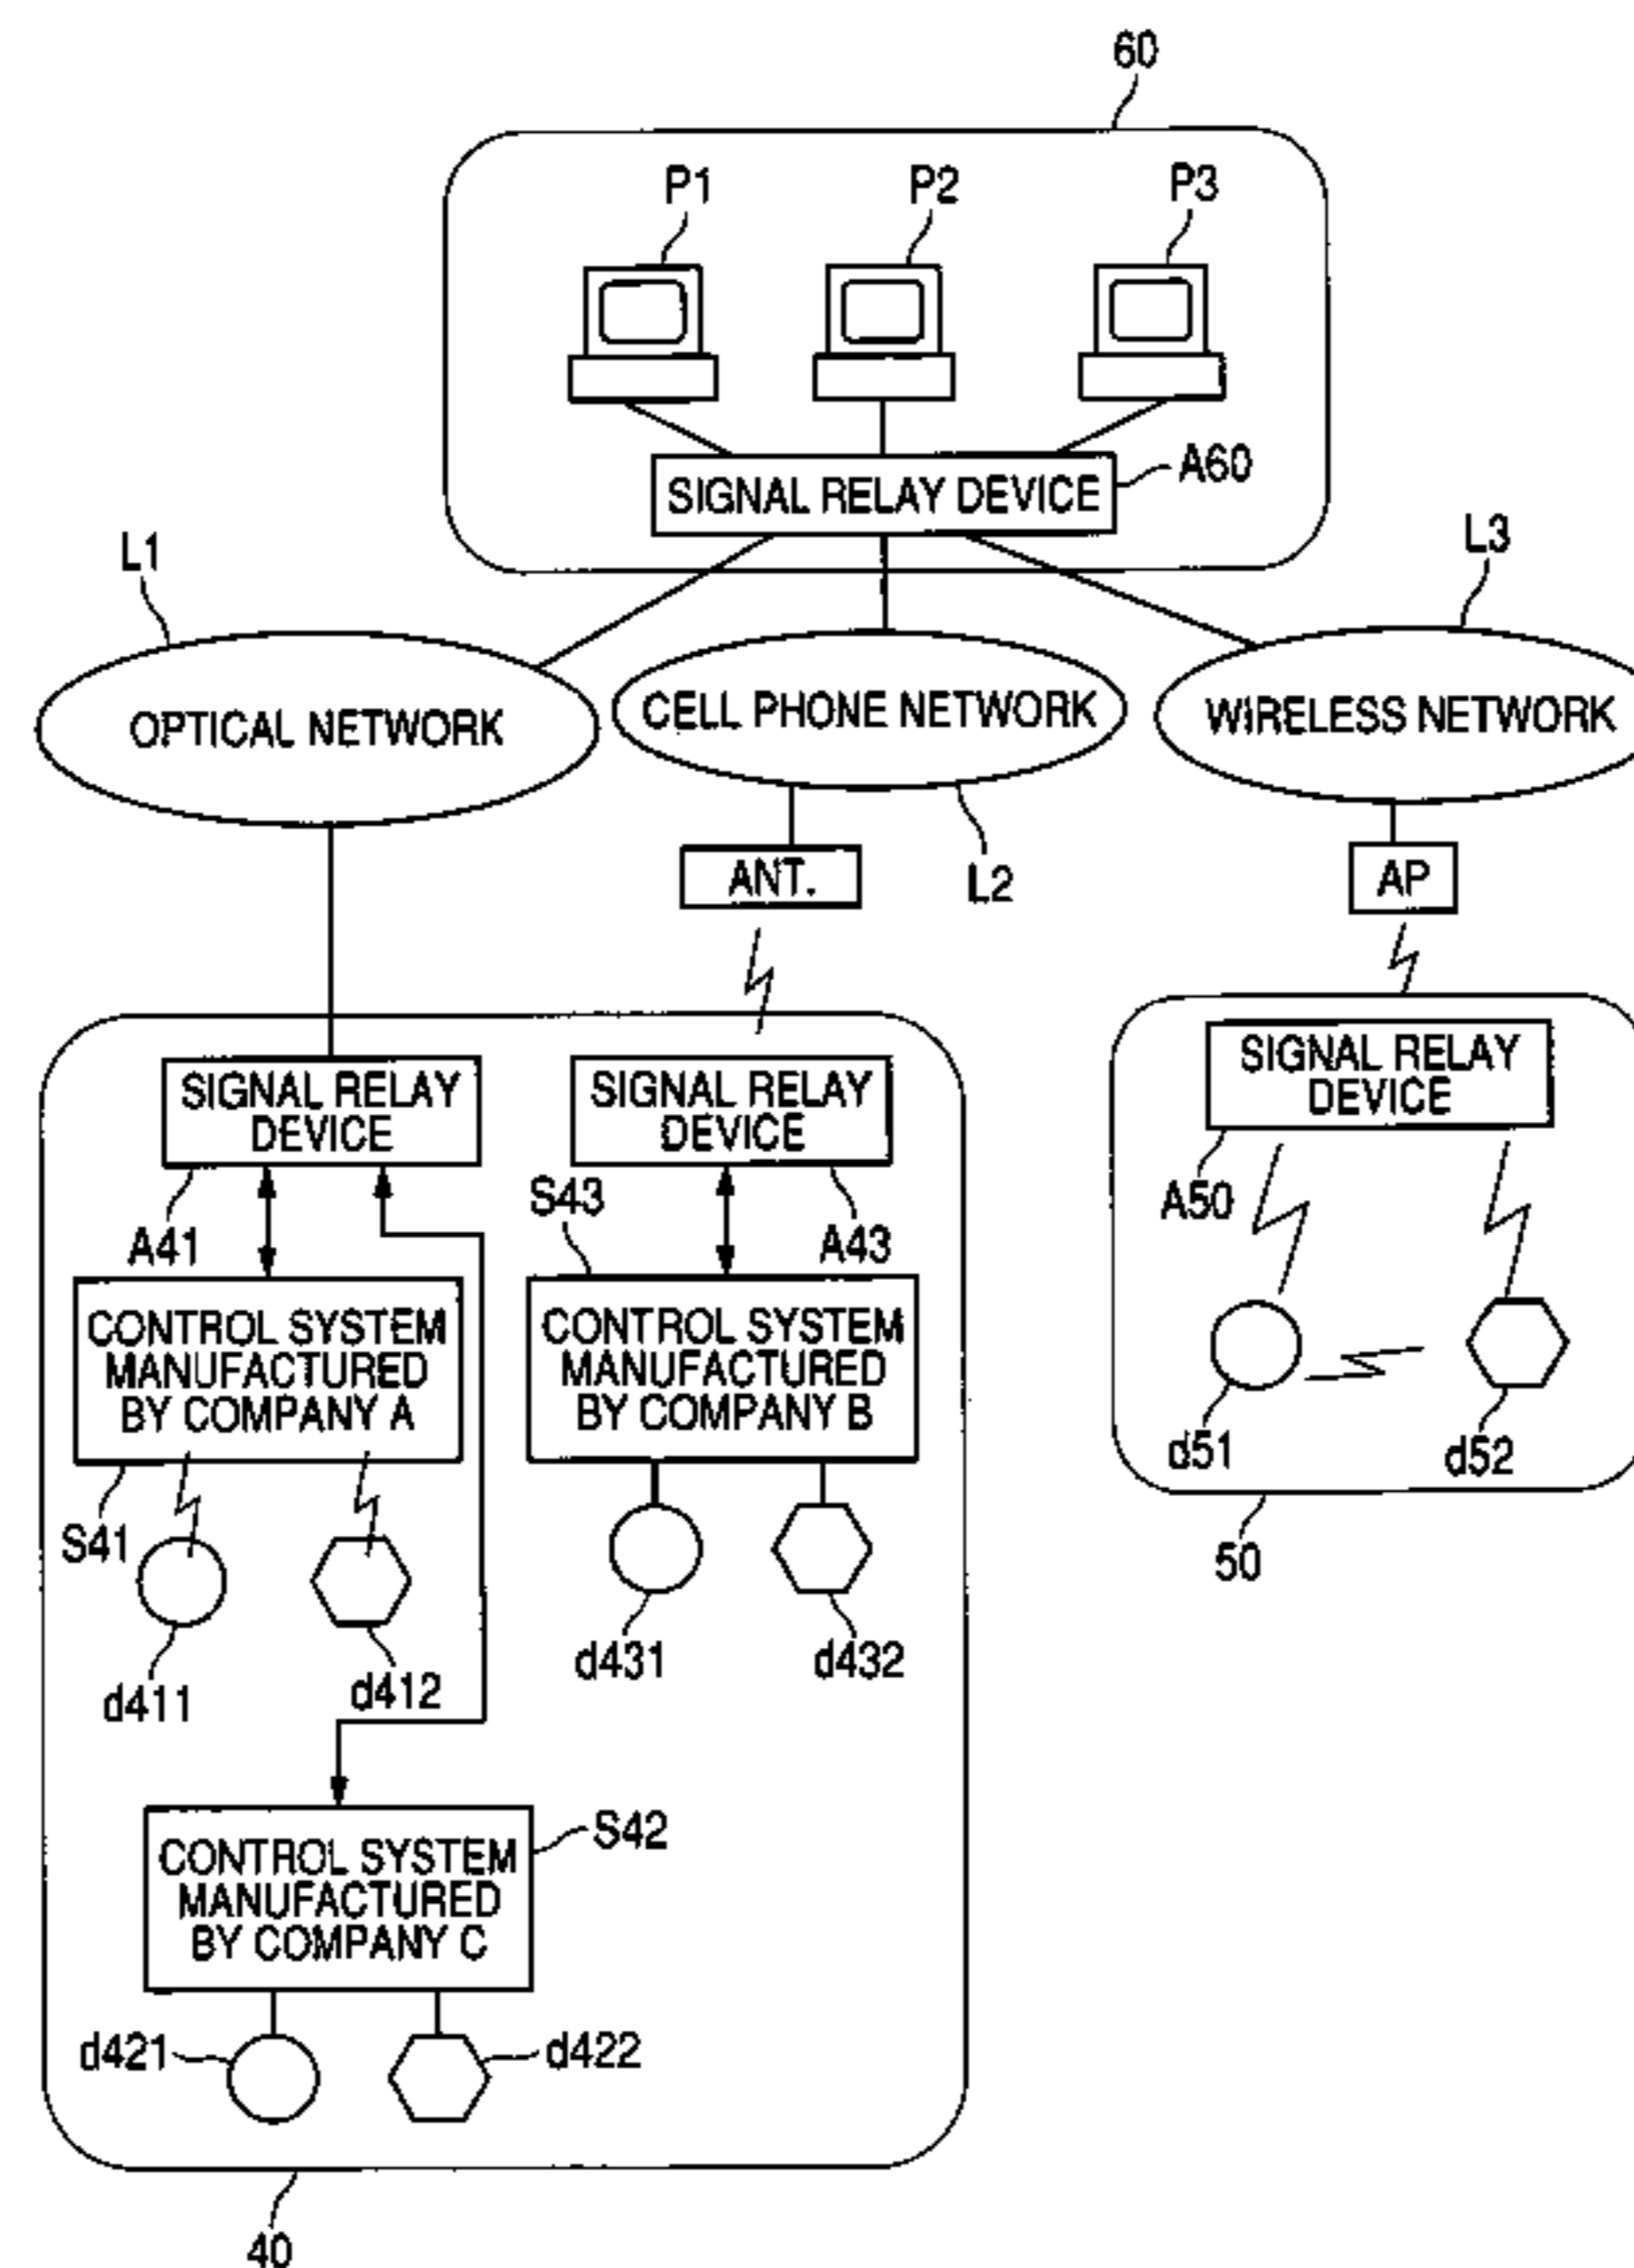 60
P1
P2
P3
SIGNAL RELAY DEVICE
A60
L1
L3
OPTICAL NETWORK
CELL PHONE NETWORK
WIRELESS NETWORK
ANT.
L2
AP
SIGNAL RELAY
DEVICE
A41
SIGNAL RELAY
DEVICE
S43
A43
SIGNAL RELAY
DEVICE
A50
CONTROL SYSTEM
MANUFACTURED
BY COMPANY A
S41
CONTROL SYSTEM
MANUFACTURED
BY COMPANY B
d51
d52
50
d411
d412
d431
d432
CONTROL SYSTEM
MANUFACTURED
BY COMPANY C
S42
d421
d422
40